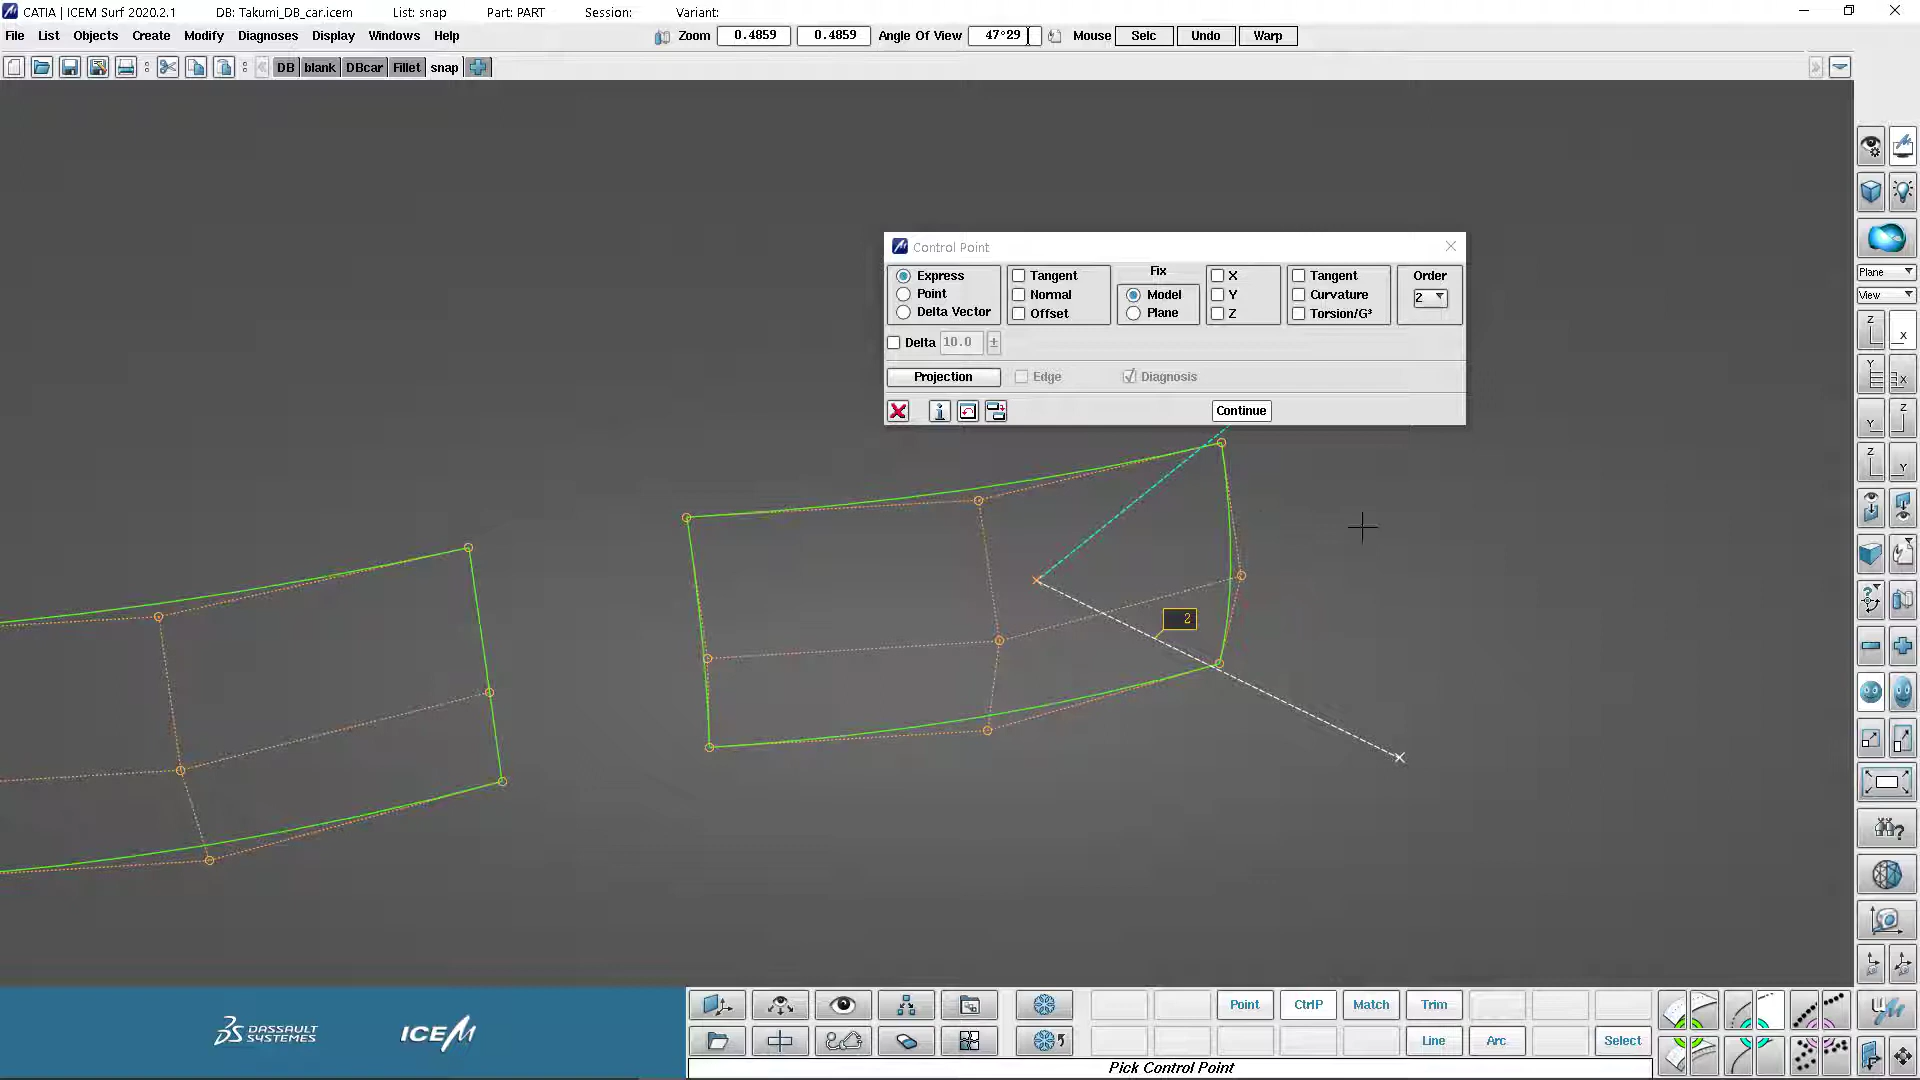 CATIA | ICEM Surf 2020.2.1 DB: Takumi_DB_car.icem List: snap Part: PART Session: Variant:
File List Objects Create Modify Diagnoses Display Windows Help Zoom 0.4859 0.4859 Angle Of View 47°29 Mouse Selc Undo Warp
DB blank DBcar Fillet snap
Control Point
Express Tangent Fix X Tangent Order
Point Normal Model Y Curvature 2
Delta Vector Offset Plane Z Torsion/G³
Delta 10.0 ±
Projection Edge Diagnosis
Continue
2
Plane
View
Z
X
Y
X
Y
Z
Z
Y
Point CtrlP Match Trim
DASSAULT SYSTEMES ICEM
Line Arc Select
Pick Control Point